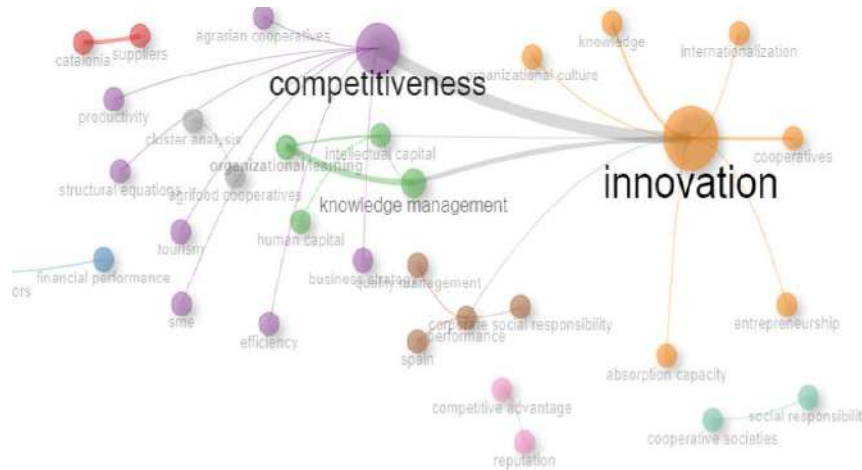 agrarian cooperatives
knowledge
internationalization
suppliers
catalonia
organizational culture
competitiveness
productivity
cluster analysis
intellectual capital
cooperatives
organizational learning
structural equations
agrifood cooperatives
innovation
knowledge management
human capital
tourism
financial performance
business strategy
quality management
ors
sme
entrepreneurship
corporate social responsibility
performance
efficiency
spain
absorption capacity
competitive advantage
social responsibilit
cooperative societies
reputation